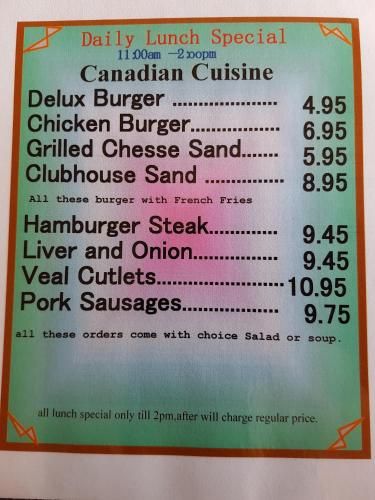 Daily Lunch Special
11:00am —2:00pm
Canadian Cuisine
Delux Burger .................... 4.95
Chicken Burger................. 6.95
Grilled Chesse Sand...... 5.95
Clubhouse Sand .............. 8.95
All these burger with French Fries
Hamburger Steak............. 9.45
Liver and Onion................ 9.45
Veal Cutlets........................ 10.95
Pork Sausages.................. 9.75
all these orders come with choice Salad or soup.
all lunch special only till 2pm,after will charge regular price.